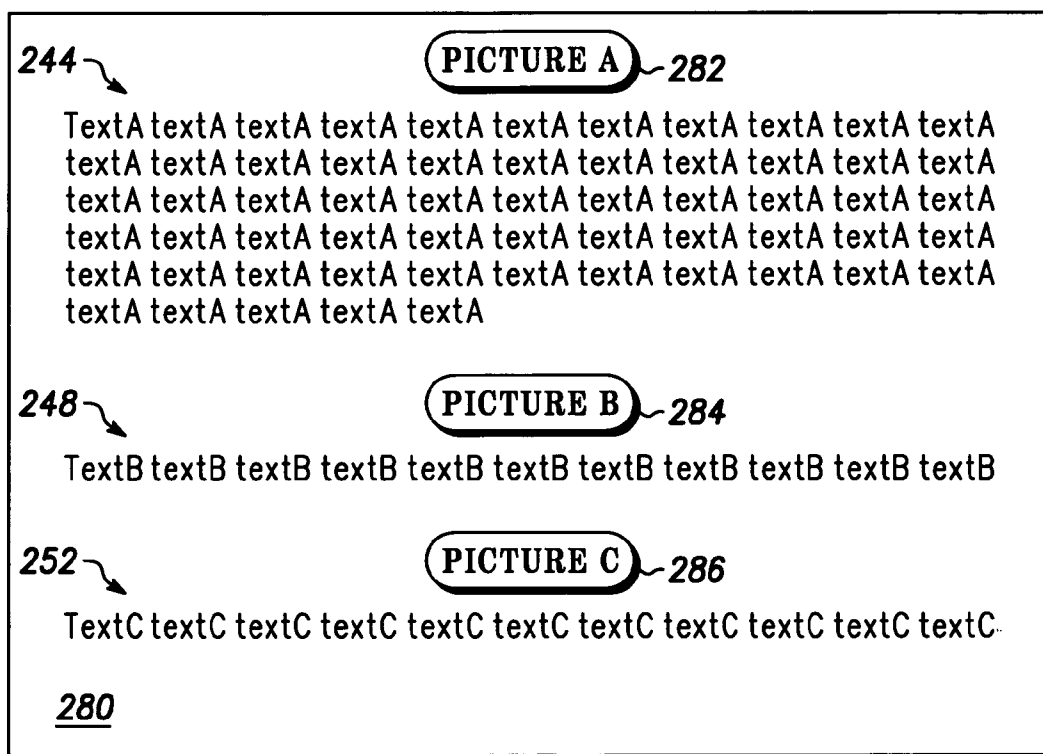 244 PICTURE A 282
TextA textA textA textA textA textA textA textA textA textA textA
textA textA textA textA textA textA textA textA textA textA textA
textA textA textA textA textA textA textA textA textA textA textA
textA textA textA textA textA textA textA textA textA textA textA
textA textA textA textA textA textA textA textA textA textA textA
textA textA textA textA textA
248 PICTURE B 284
TextB textB textB textB textB textB textB textB textB textB textB
252 PICTURE C 286
TextC textC textC textC textC textC textC textC textC textC textC
280